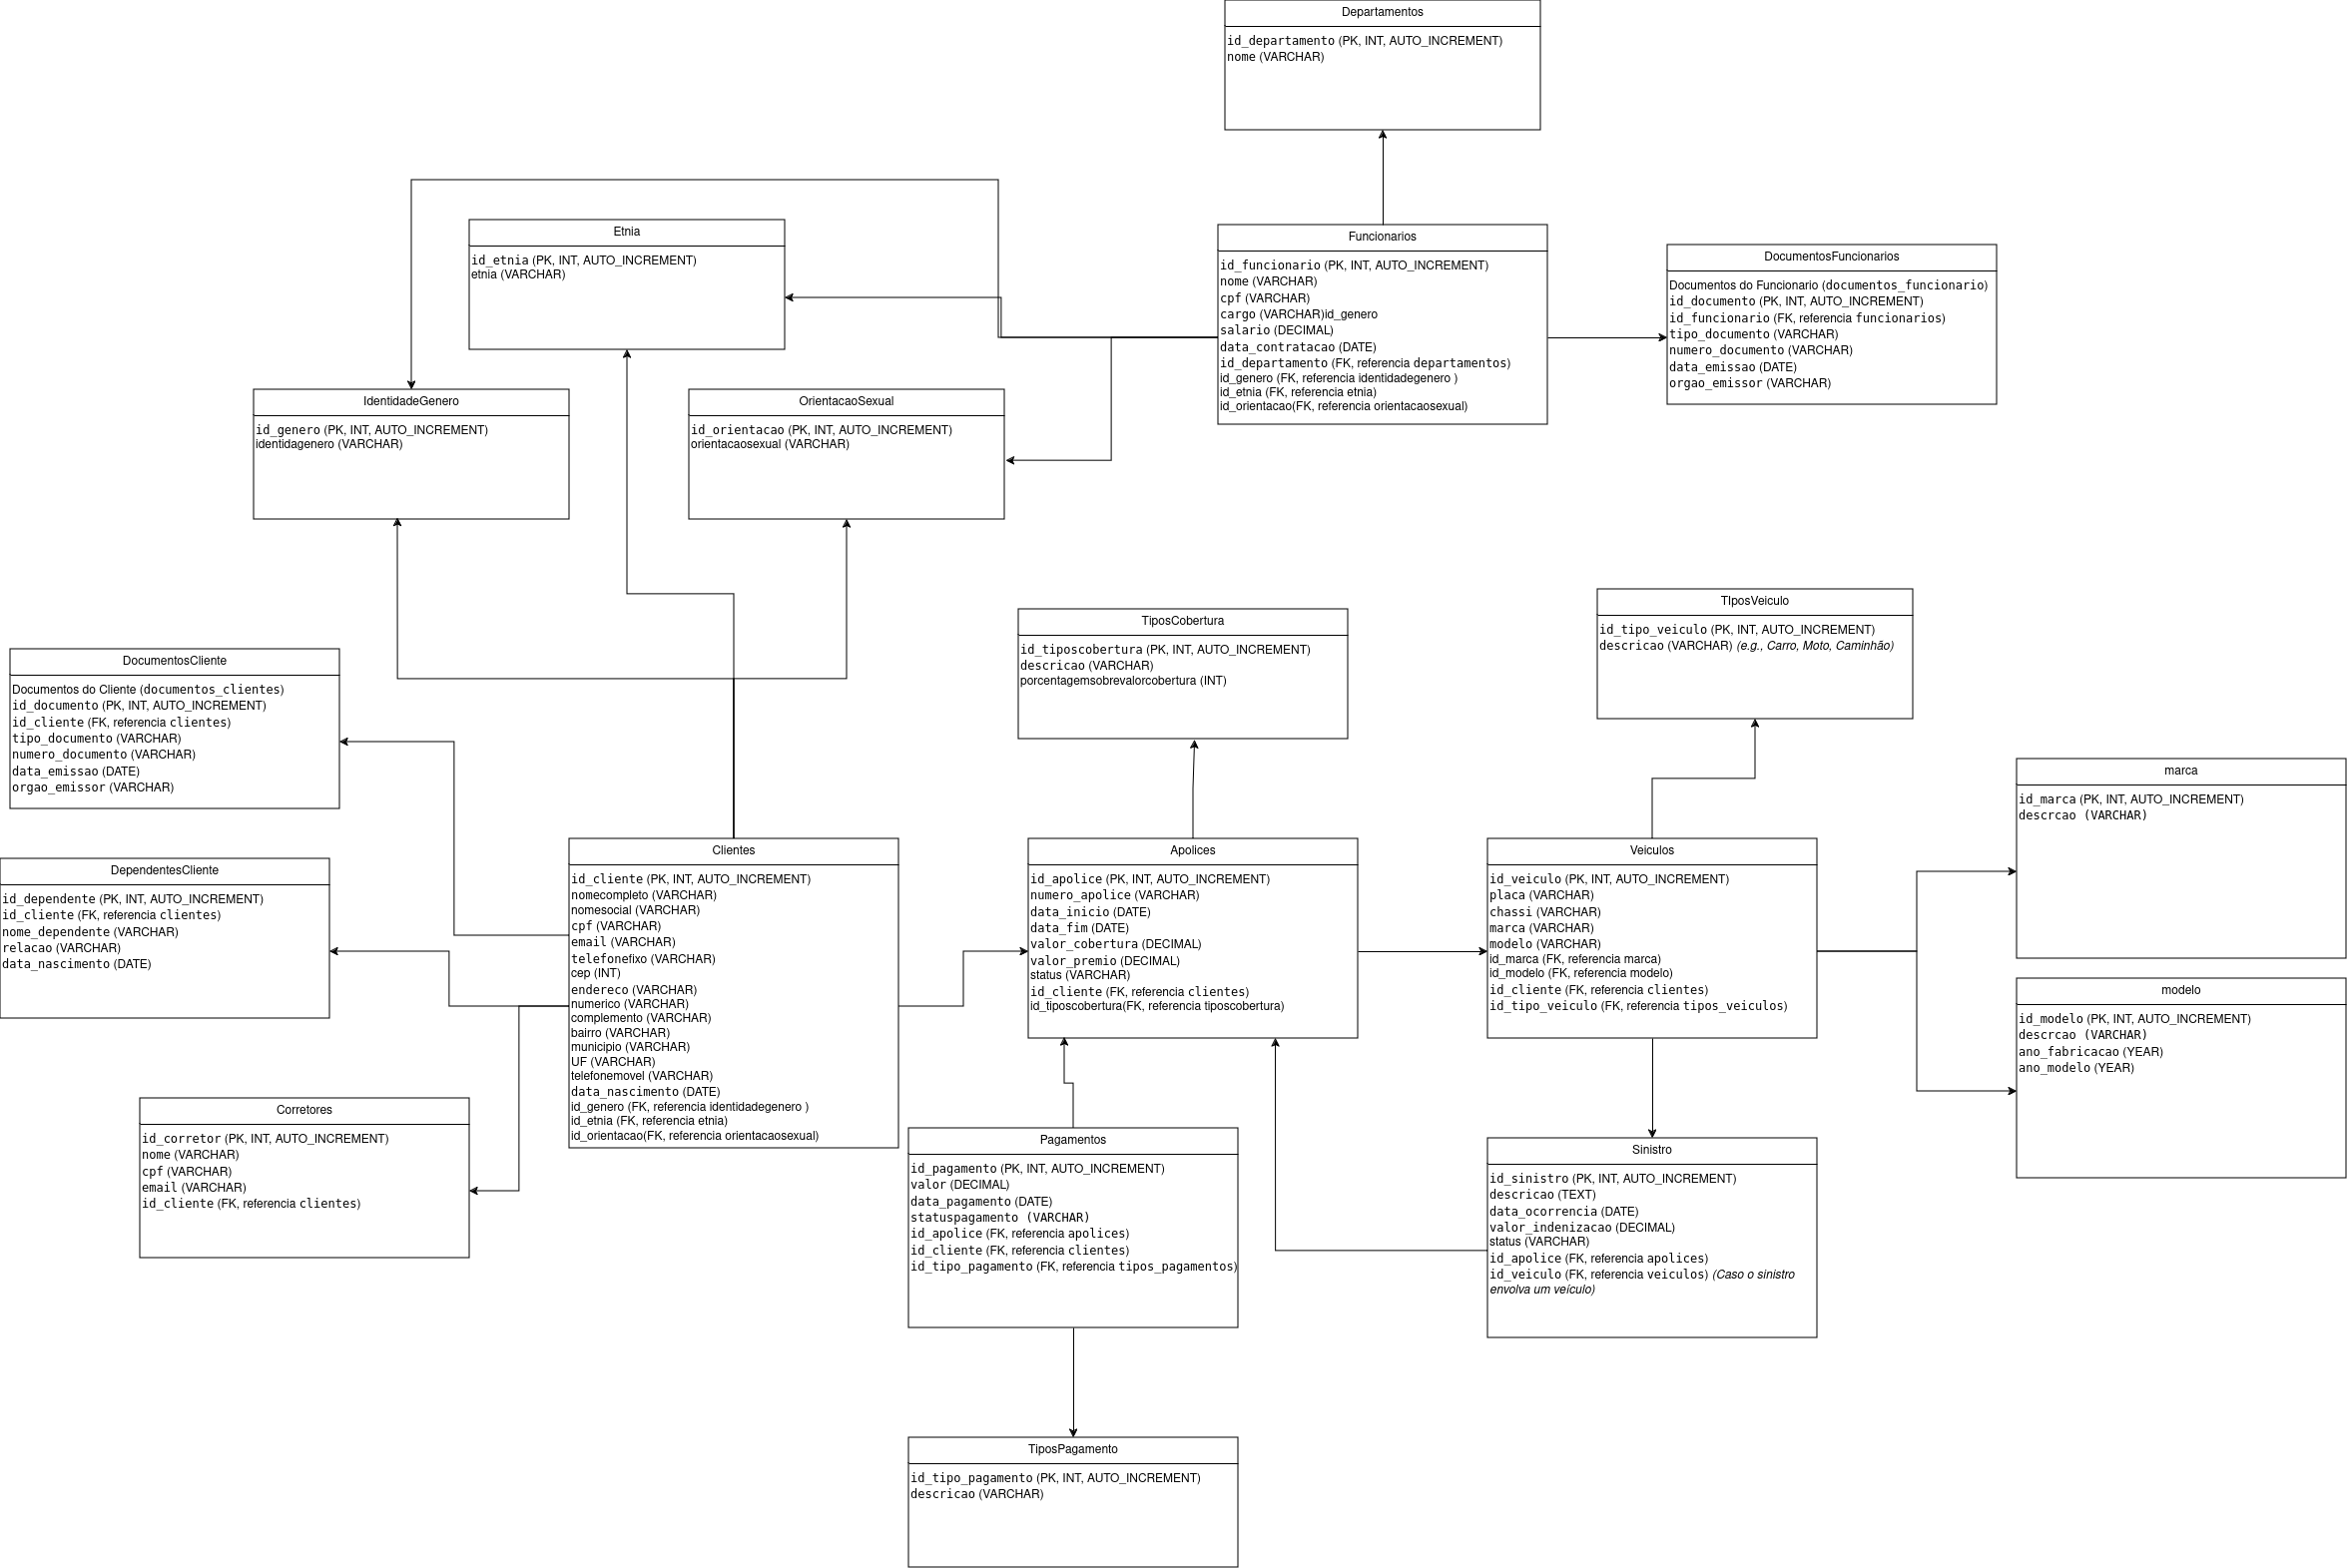 Departamentos
id_departamento (PK, INT, AUTO_INCREMENT)
nome (VARCHAR)
Etnia
id_etnia (PK, INT, AUTO_INCREMENT)
etnia (VARCHAR)
Funcionarios
id_funcionario (PK, INT, AUTO_INCREMENT)
nome (VARCHAR)
cpf (VARCHAR)
cargo (VARCHAR)id_genero
salario (DECIMAL)
data_contratacao (DATE)
id_departamento (FK, referencia departamentos)
id_genero (FK, referencia identidadegenero )
id_etnia (FK, referencia etnia)
id_orientacao(FK, referencia orientacaosexual)
DocumentosFuncionarios
Documentos do Funcionario (documentos_funcionario)
id_documento (PK, INT, AUTO_INCREMENT)
id_funcionario (FK, referencia funcionarios)
tipo_documento (VARCHAR)
numero_documento (VARCHAR)
data_emissao (DATE)
orgao_emissor (VARCHAR)
IdentidadeGenero
id_genero (PK, INT, AUTO_INCREMENT)
identidagenero (VARCHAR)
OrientacaoSexual
id_orientacao (PK, INT, AUTO_INCREMENT)
orientacaosexual (VARCHAR)
TiposCobertura
id_tiposcobertura (PK, INT, AUTO_INCREMENT)
descricao (VARCHAR)
porcentagemsobrevalorcobertura (INT)
TIposVeiculo
id_tipo_veiculo (PK, INT, AUTO_INCREMENT)
descricao (VARCHAR) (e.g., Carro, Moto, Caminhão)
DocumentosCliente
Documentos do Cliente (documentos_clientes)
id_documento (PK, INT, AUTO_INCREMENT)
id_cliente (FK, referencia clientes)
tipo_documento (VARCHAR)
numero_documento (VARCHAR)
data_emissao (DATE)
orgao_emissor (VARCHAR)
marca
id_marca (PK, INT, AUTO_INCREMENT)
descrcao (VARCHAR)
DependentesCliente
id_dependente (PK, INT, AUTO_INCREMENT)
id_cliente (FK, referencia clientes)
nome_dependente (VARCHAR)
relacao (VARCHAR)
data_nascimento (DATE)
Clientes
id_cliente (PK, INT, AUTO_INCREMENT)
nomecompleto (VARCHAR)
nomesocial (VARCHAR)
cpf (VARCHAR)
email (VARCHAR)
telefonefixo (VARCHAR)
cep (INT)
endereco (VARCHAR)
numerico (VARCHAR)
complemento (VARCHAR)
bairro (VARCHAR)
municipio (VARCHAR)
UF (VARCHAR)
telefonemovel (VARCHAR)
data_nascimento (DATE)
id_genero (FK, referencia identidadegenero )
id_etnia (FK, referencia etnia)
id_orientacao(FK, referencia orientacaosexual)
Apolices
id_apolice (PK, INT, AUTO_INCREMENT)
numero_apolice (VARCHAR)
data_inicio (DATE)
data_fim (DATE)
valor_cobertura (DECIMAL)
valor_premio (DECIMAL)
status (VARCHAR)
id_cliente (FK, referencia clientes)
id_tiposcobertura(FK, referencia tiposcobertura)
Veiculos
id_veiculo (PK, INT, AUTO_INCREMENT)
placa (VARCHAR)
chassi (VARCHAR)
marca (VARCHAR)
modelo (VARCHAR)
id_marca (FK, referencia marca)
id_modelo (FK, referencia modelo)
id_cliente (FK, referencia clientes)
id_tipo_veiculo (FK, referencia tipos_veiculos)
modelo
id_modelo (PK, INT, AUTO_INCREMENT)
descrcao (VARCHAR)
ano_fabricacao (YEAR)
ano_modelo (YEAR)
Corretores
id_corretor (PK, INT, AUTO_INCREMENT)
nome (VARCHAR)
cpf (VARCHAR)
email (VARCHAR)
id_cliente (FK, referencia clientes)
Pagamentos
id_pagamento (PK, INT, AUTO_INCREMENT)
valor (DECIMAL)
data_pagamento (DATE)
statuspagamento (VARCHAR)
id_apolice (FK, referencia apolices)
id_cliente (FK, referencia clientes)
id_tipo_pagamento (FK, referencia tipos_pagamentos)
Sinistro
id_sinistro (PK, INT, AUTO_INCREMENT)
descricao (TEXT)
data_ocorrencia (DATE)
valor_indenizacao (DECIMAL)
status (VARCHAR)
id_apolice (FK, referencia apolices)
id_veiculo (FK, referencia veiculos) (Caso o sinistro
envolva um veículo)
TiposPagamento
id_tipo_pagamento (PK, INT, AUTO_INCREMENT)
descricao (VARCHAR)